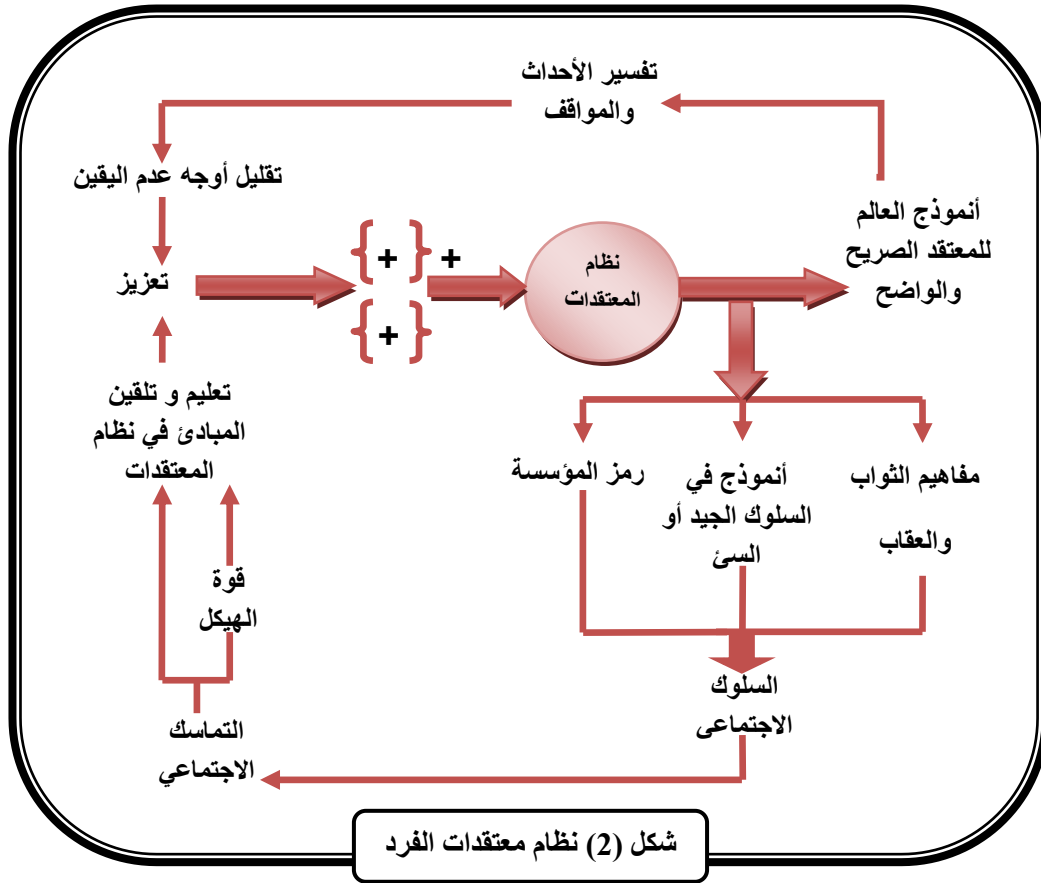 تفسير الأحداث
والمواقف
تقليل أوجه عدم اليقين
أنموذج العالم
للمعتقد الصريح
والواضح
تعزيز
{ + } +
{ + }
نظام
المعتقدات
تعليم و تلقين
المبادئ في نظام
المعتقدات
رمز المؤسسة
أنموذج في
السلوك الجيد أو
السئ
مفاهيم الثواب
والعقاب
قوة
الهيكل
السلوك
الاجتماعى
التماسك
الاجتماعي
شكل (2) نظام معتقدات الفرد